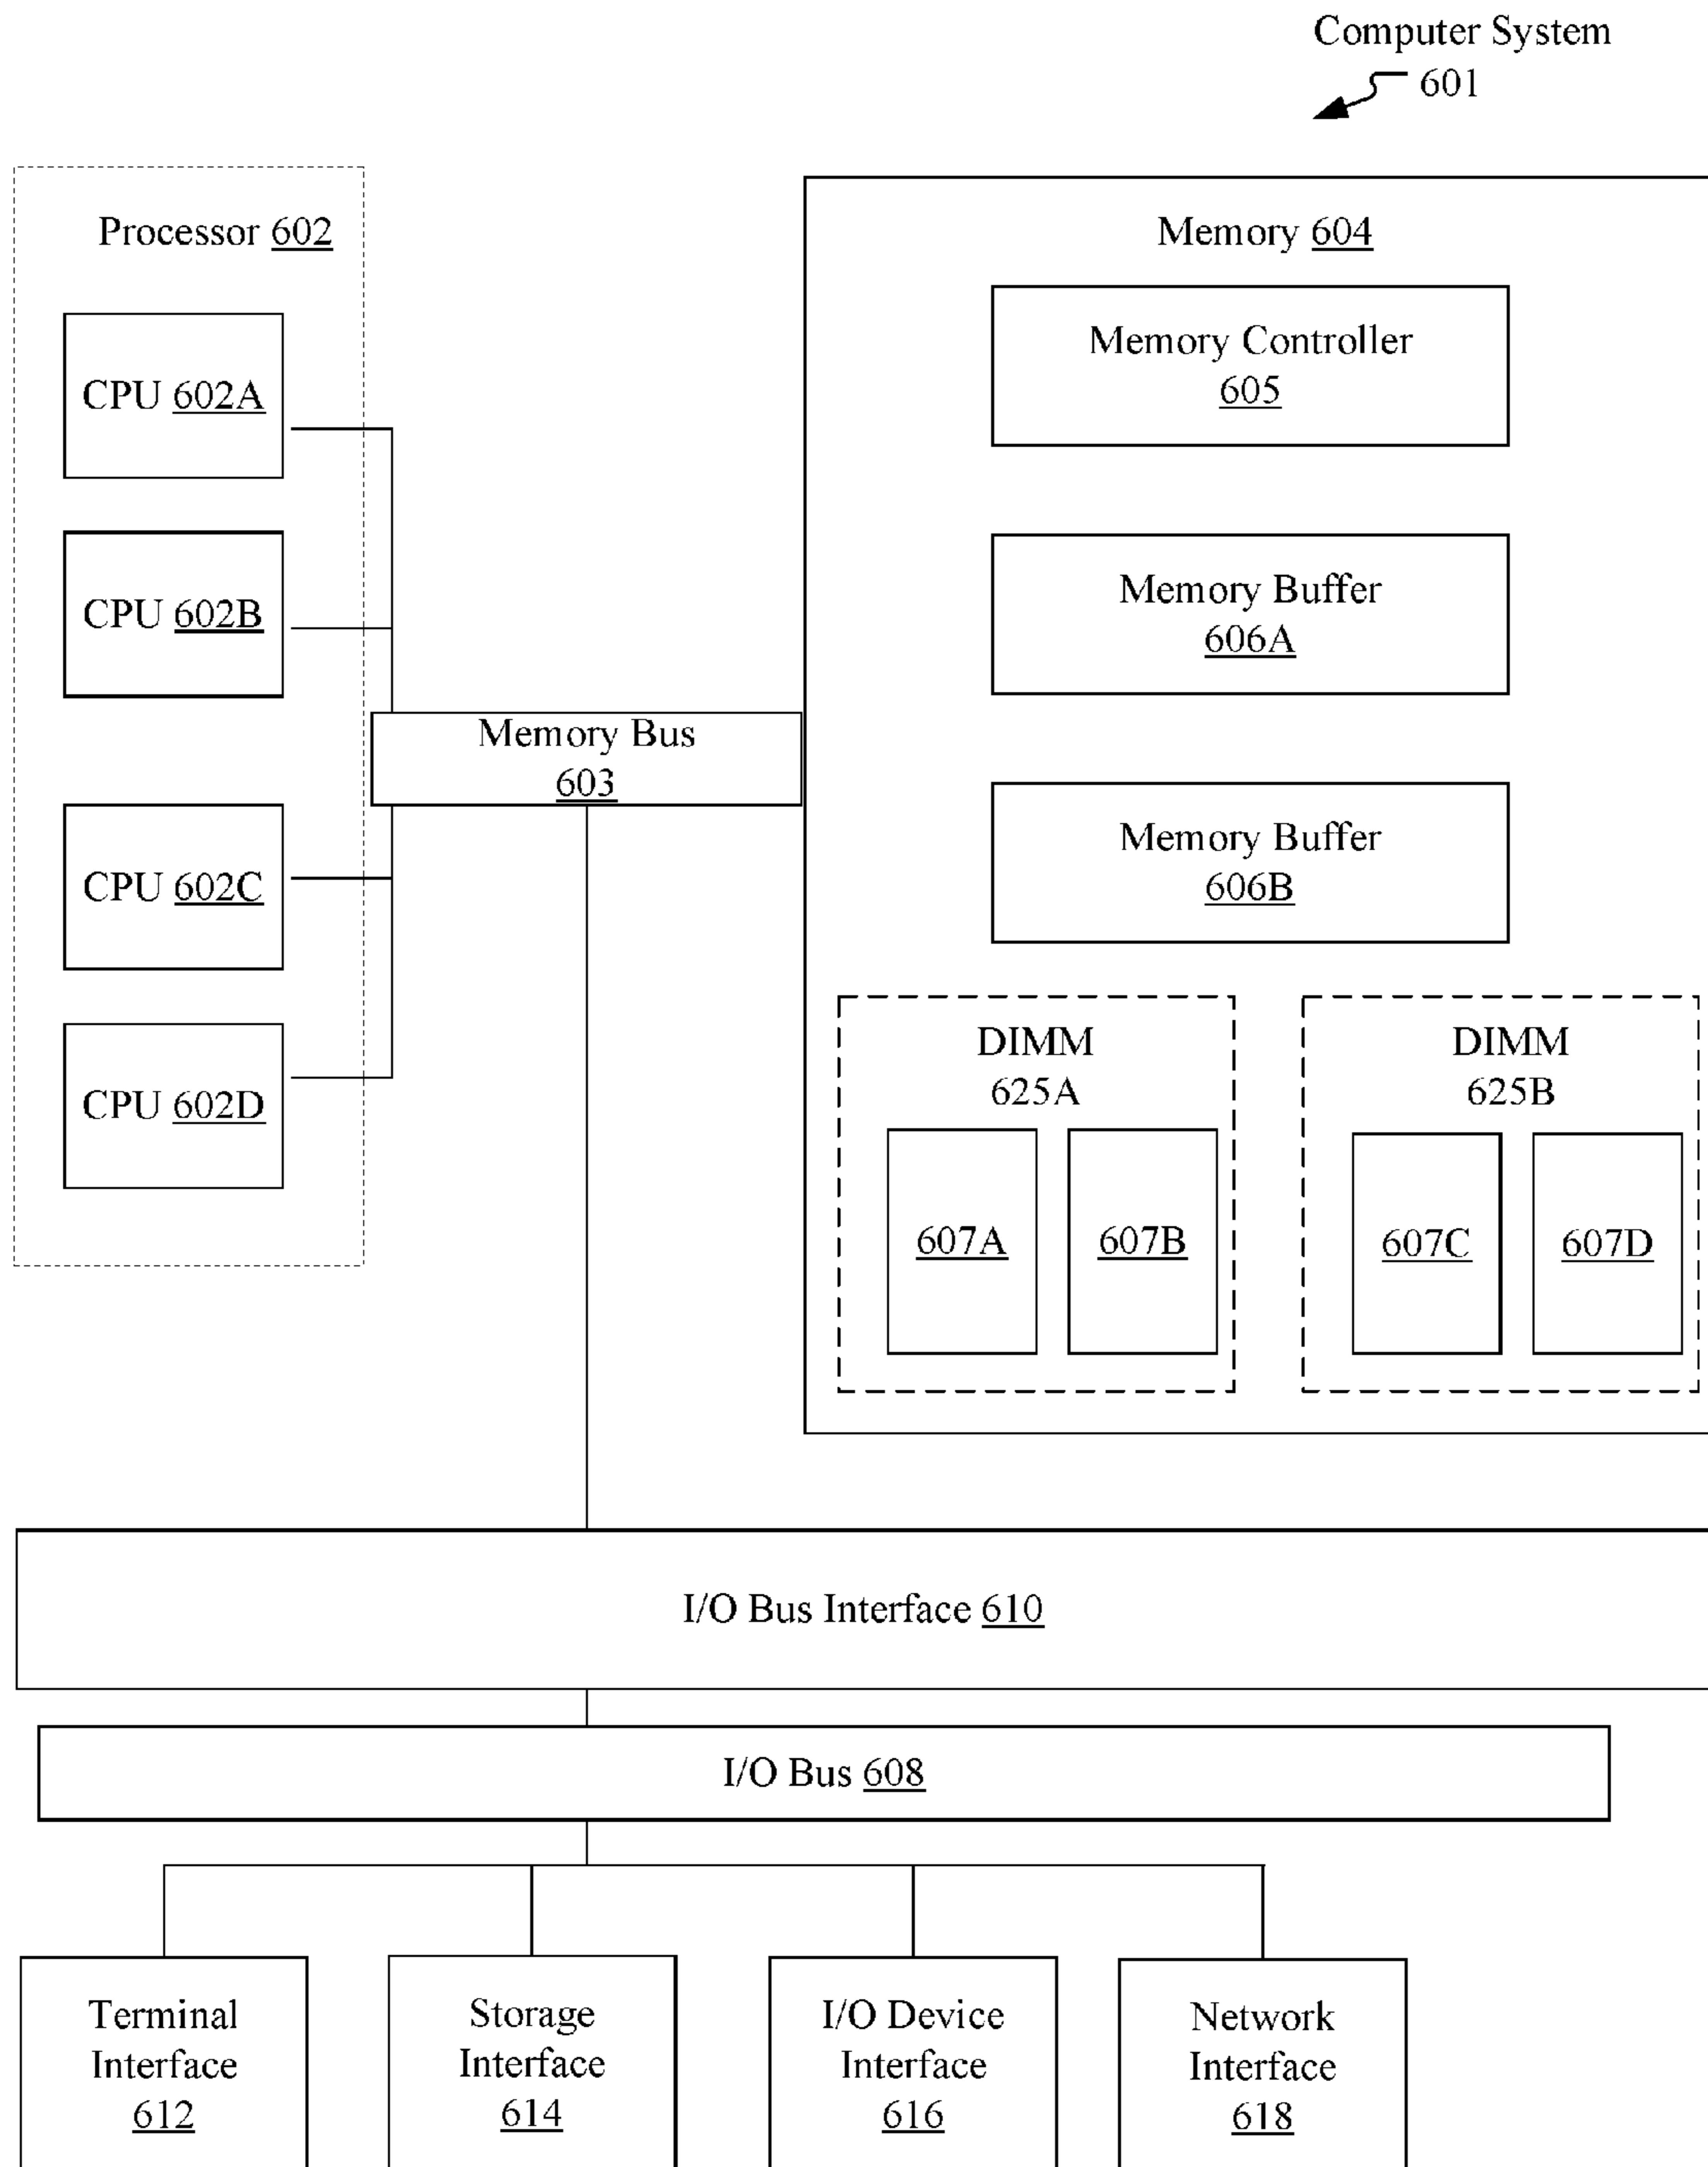 Computer System
601
Processor 602
CPU 602A
CPU 602B
CPU 602C
CPU 602D
Memory Bus
603
Memory 604
Memory Controller
605
Memory Buffer
606A
Memory Buffer
606B
DIMM
625A
607A
607B
DIMM
625B
607C
607D
I/O Bus Interface 610
I/O Bus 608
Terminal
Interface
612
Storage
Interface
614
I/O Device
Interface
616
Network
Interface
618